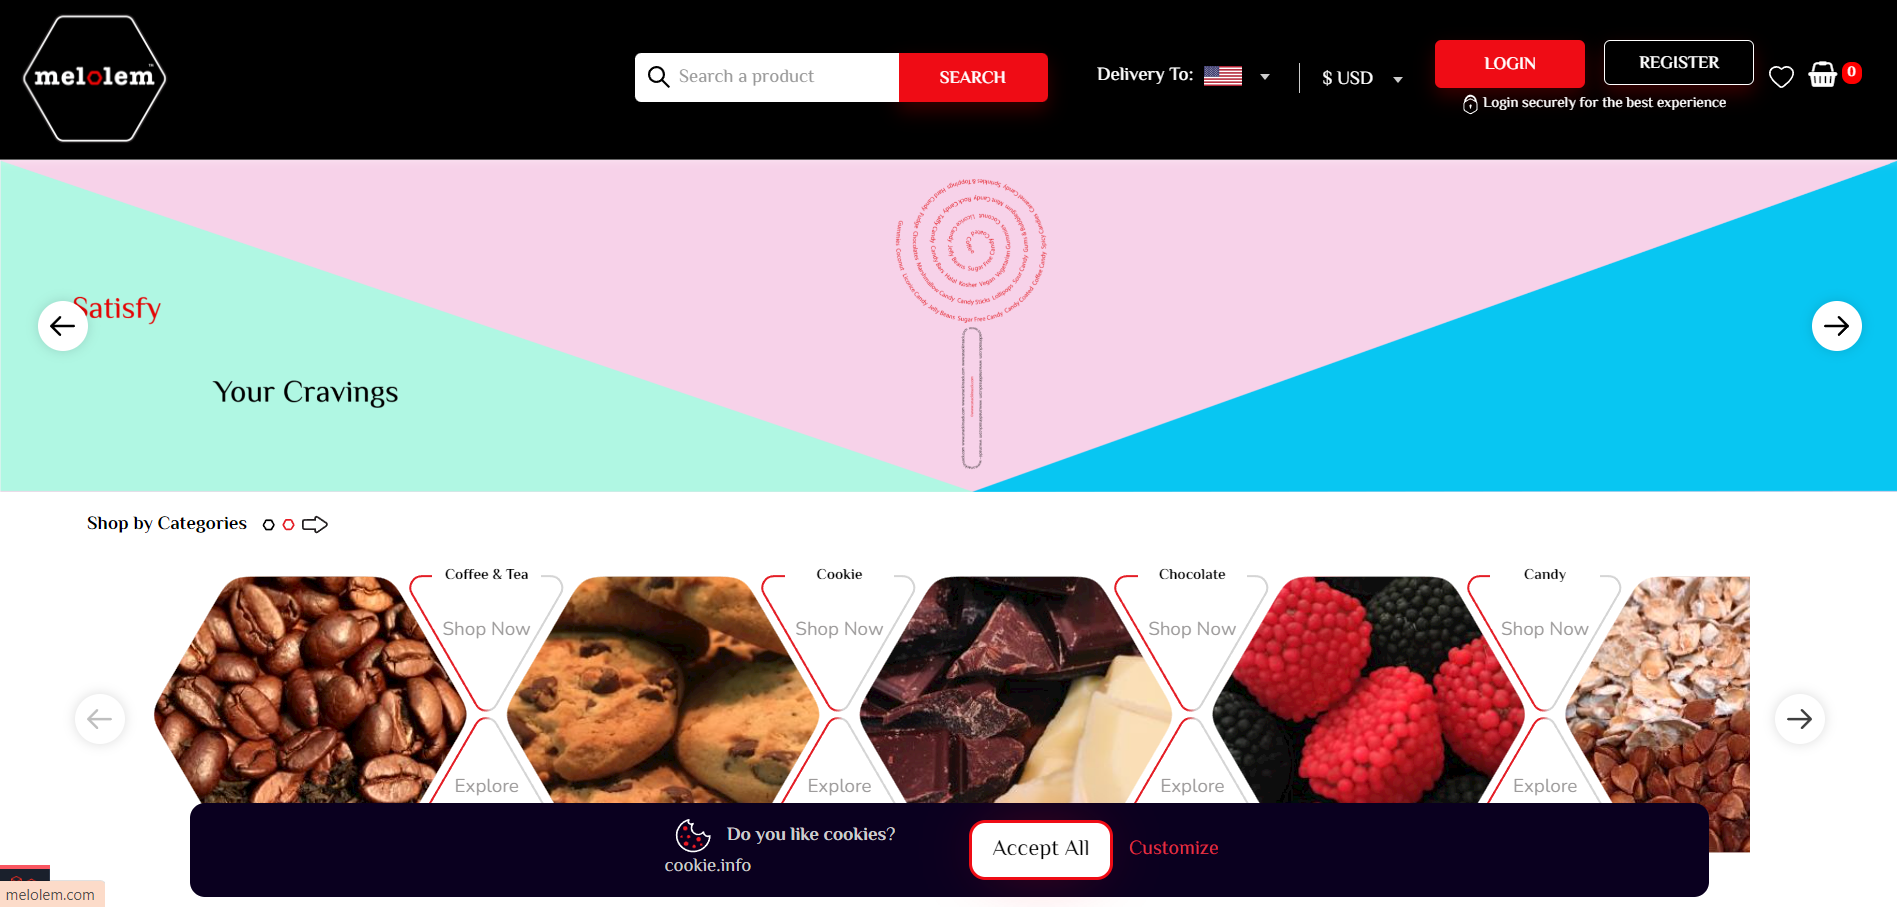 melolem
Search a product
SEARCH
Delivery To:
$ USD
LOGIN
REGISTER
0
Login securely for the best experience
Satisfy
Your Cravings
Shop by Categories
Coffee & Tea
Cookie
Chocolate
Candy
Shop Now
Shop Now
Shop Now
Shop Now
Explore
Explore
Explore
Explore
Do you like cookies?
cookie.info
Accept All
Customize
melolem.com